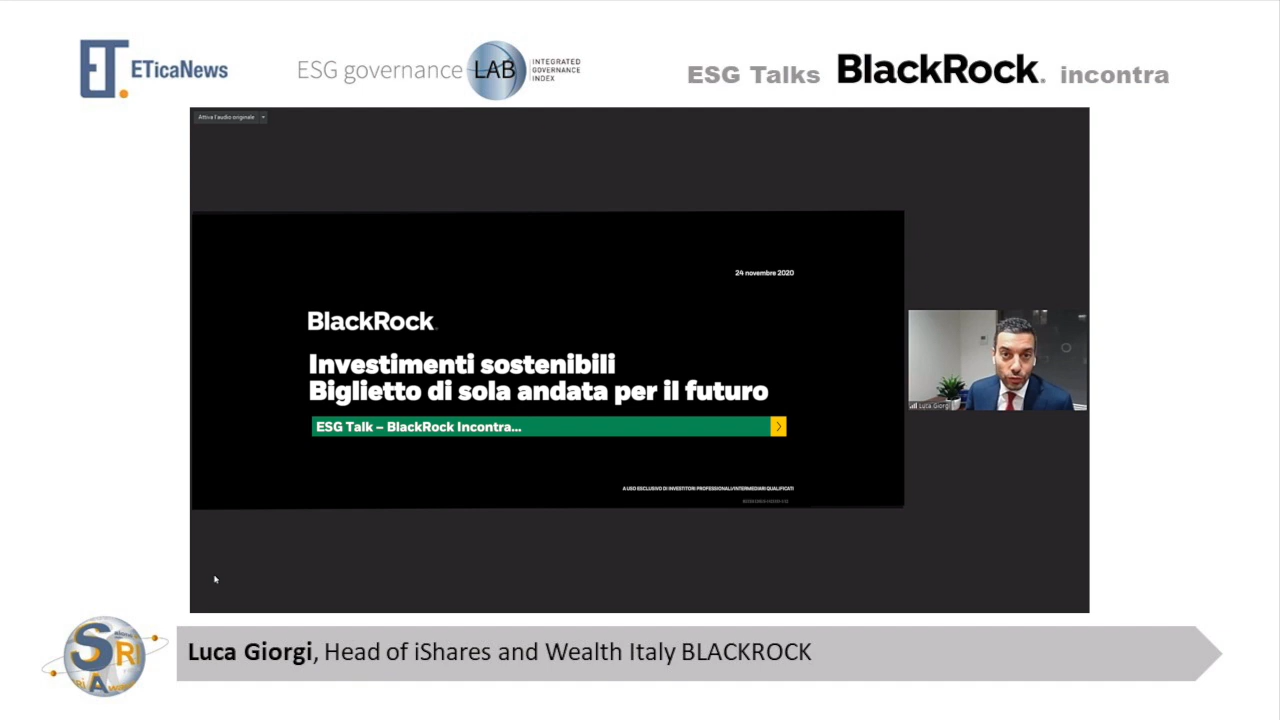 ET.
ETicaNews
ESG governance
LAB
INTEGRATED
GOVERNANCE
INDEX
ESG Talks BlackRock. incontra
Attiva l'audio originale
24 novembre 2020
BlackRock.
Investimenti sostenibili
Biglietto di sola andata per il futuro
ESG Talk – BlackRock Incontra...
A USO ESCLUSIVO DI INVESTITORI PROFESSIONALI/INTERMEDIARI QUALIFICATI
Luca Giorgi
SRI
A
Luca Giorgi, Head of iShares and Wealth Italy BLACKROCK